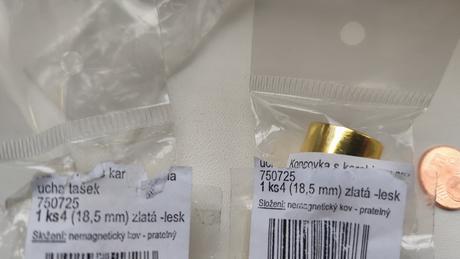 kar
ucha tašek
750725
1 ks4 (18,5 mm) zlatá -lesk
Složení: nemagnetický kov - pratelný
Koncovka s
750725
1 ks4 (18,5 mm) zlatá -lesk
Složení: nemagnetický kov - pratelný